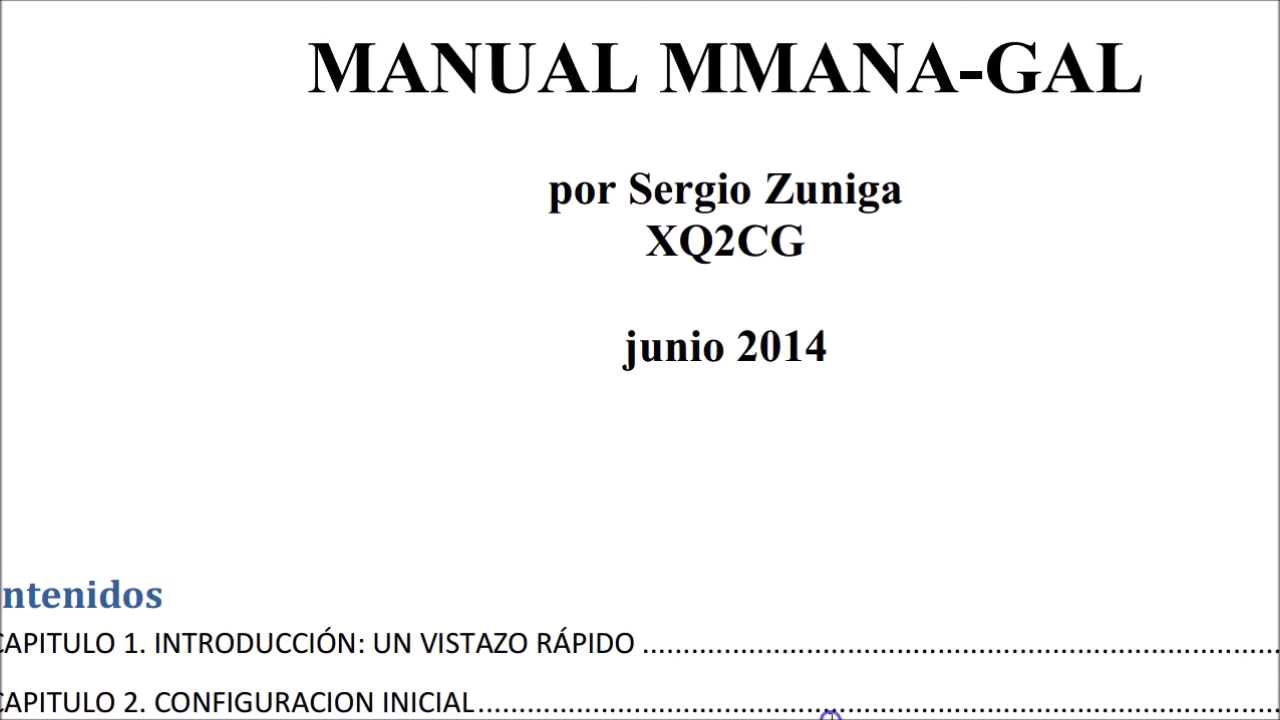 MANUAL MMANA-GAL
por Sergio Zuniga
XQ2CG
junio 2014
ntenidos
CAPITULO 1. INTRODUCCIÓN: UN VISTAZO RÁPIDO ................................................................
CAPITULO 2. CONFIGURACION INICIAL................................................................................